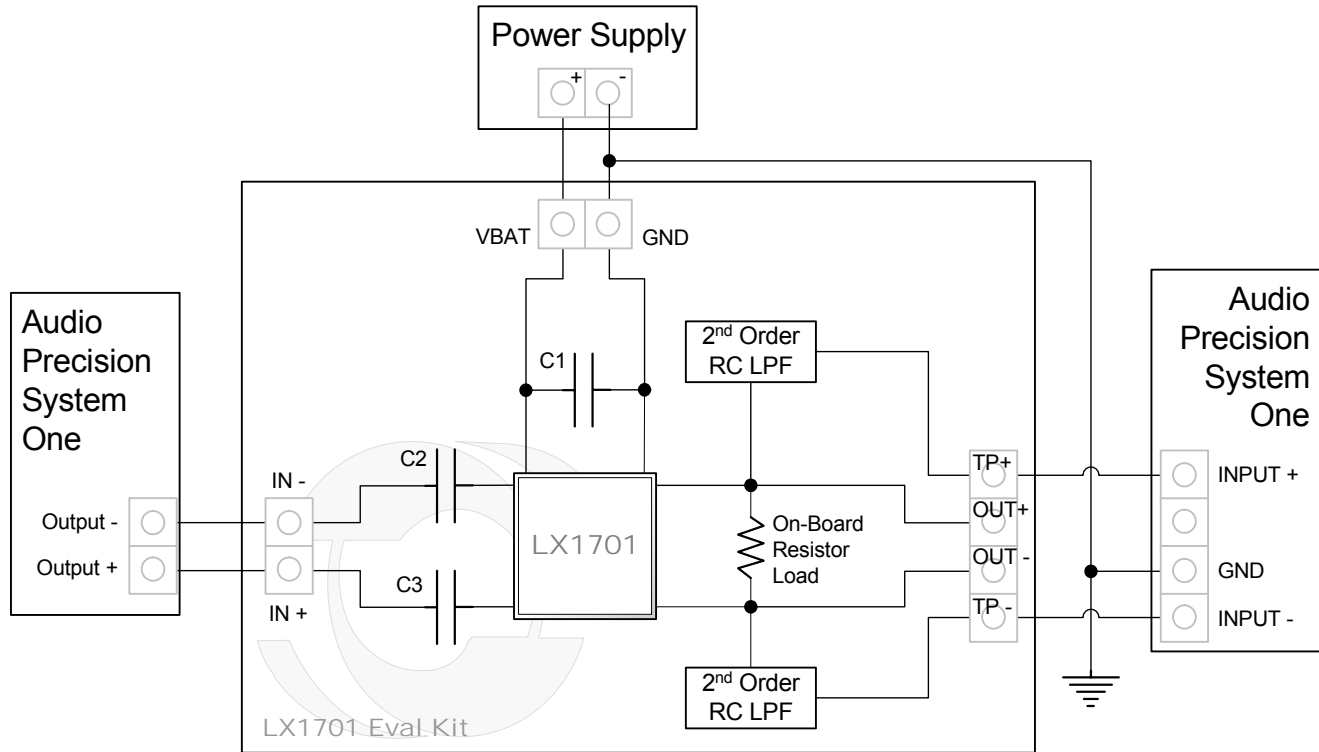 Power Supply
+
-
VBAT
GND
Audio
Precision
System
One
Output -
Output +
IN -
IN +
C1
C2
C3
LX1701
2nd Order
RC LPF
On-Board
Resistor
Load
2nd Order
RC LPF
TP+
OUT+
OUT -
TP -
Audio
Precision
System
One
INPUT +
GND
INPUT -
LX1701 Eval Kit